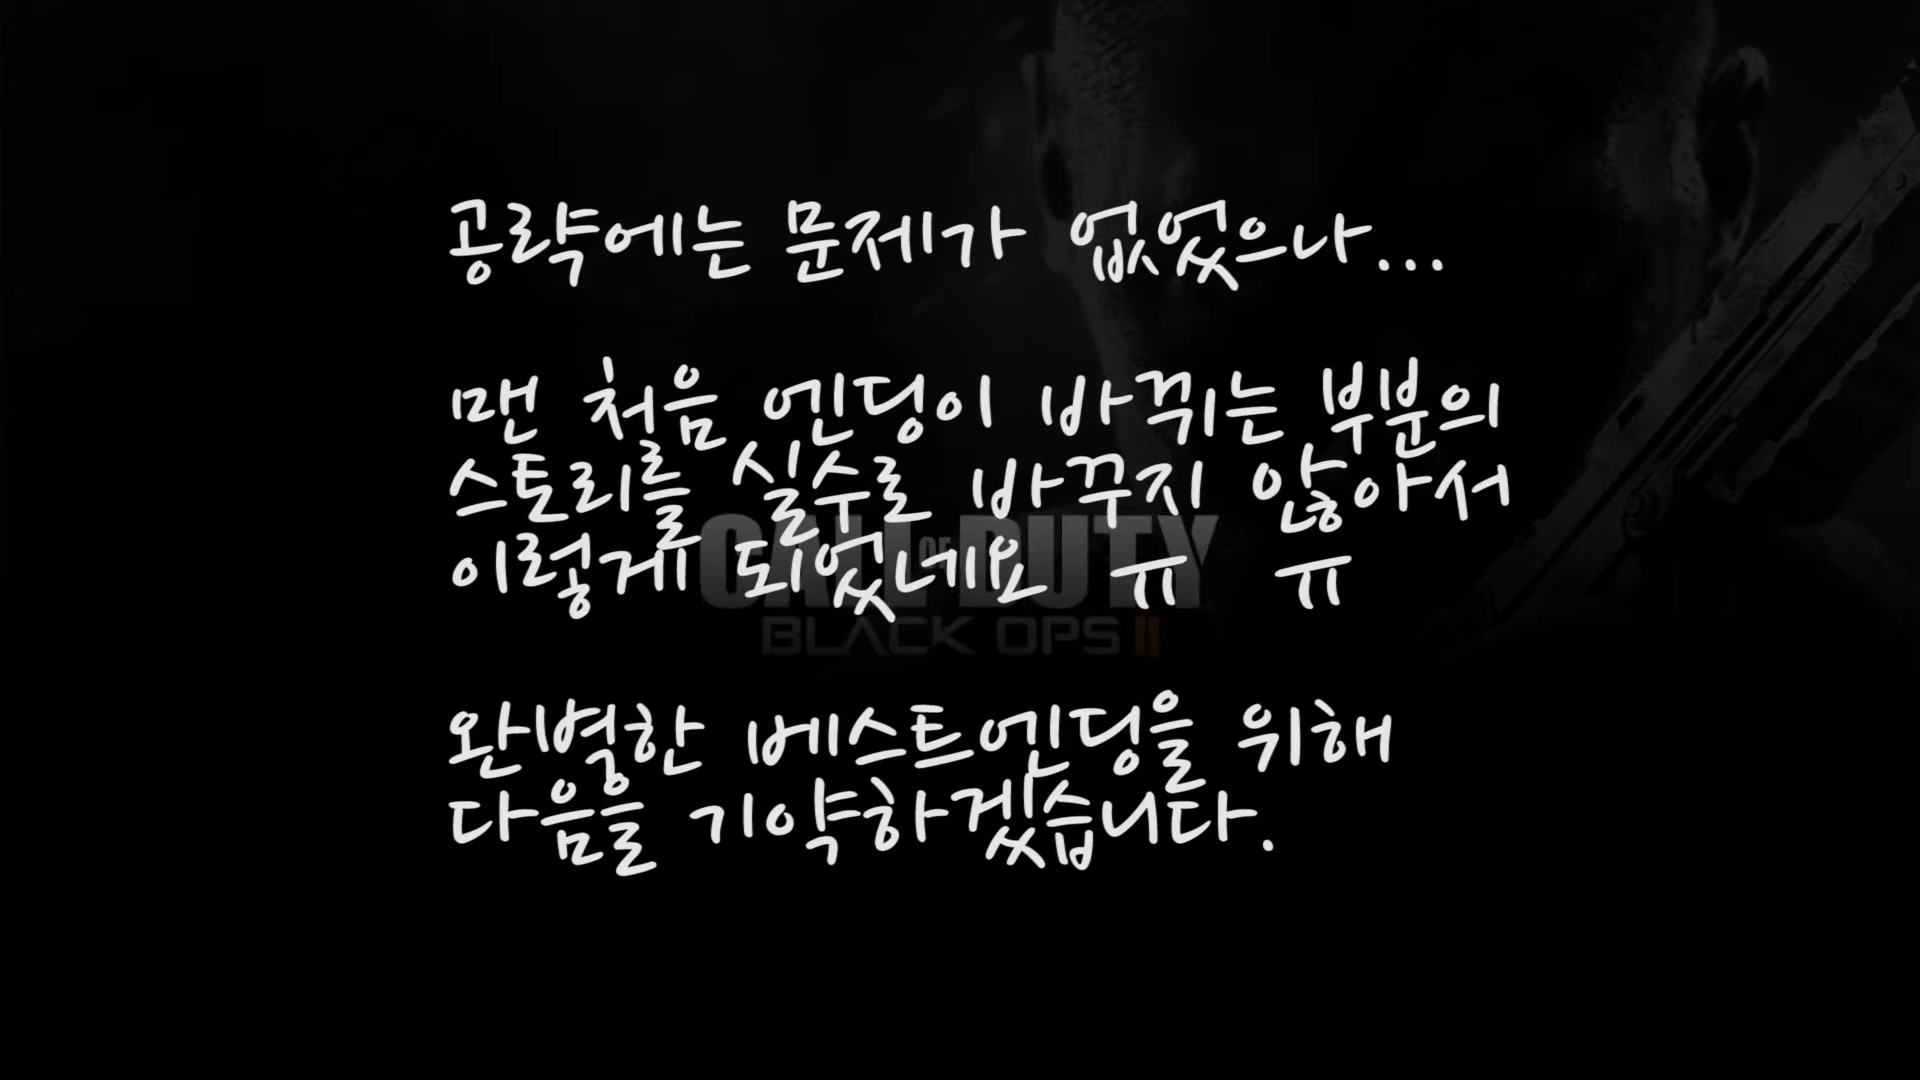 공략에는 문제가 없었으나...
맨 처음 엔딩이 바뀌는 부분의
스토리를 실수로 바꾸지 않아서
이렇게 되었네요 ㅠ ㅠ
CALL OF DUTY
BLACK OPS II
완벽한 베스트엔딩을 위해
다음을 기약하겠습니다.